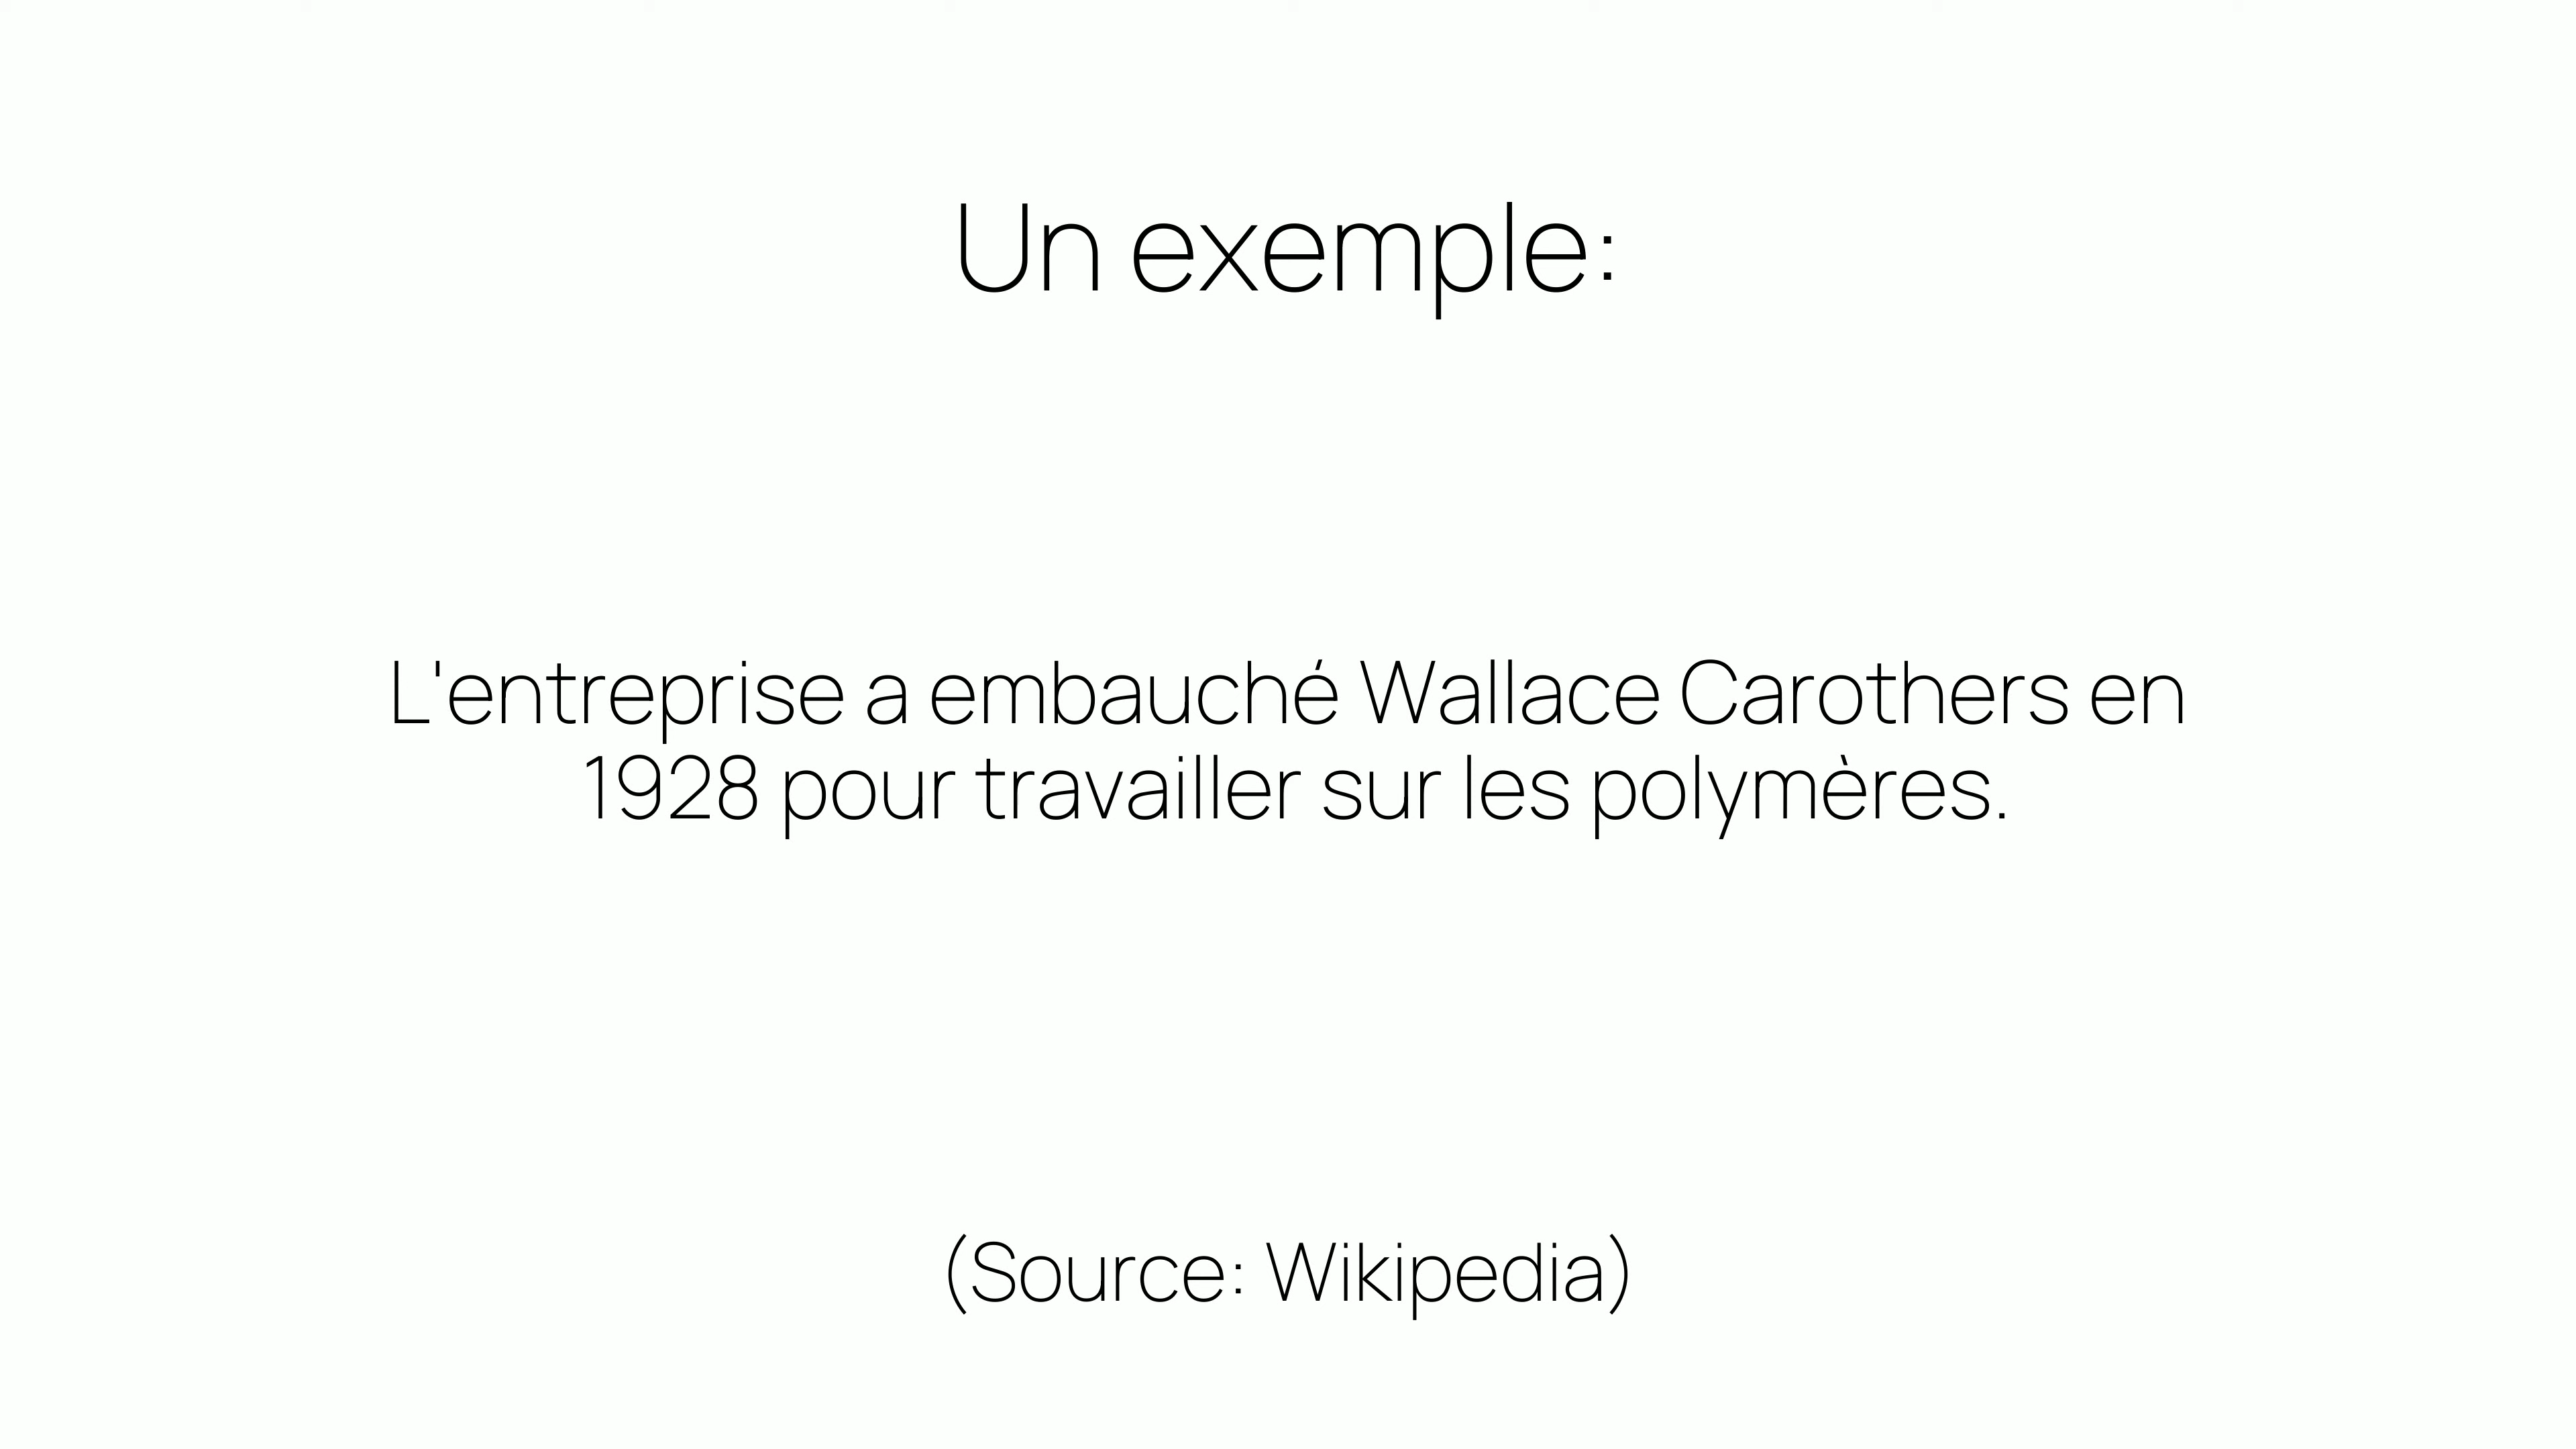 Un exemple:
L'entreprise a embauché Wallace Carothers en
1928 pour travailler sur les polymères.
(Source: Wikipedia)